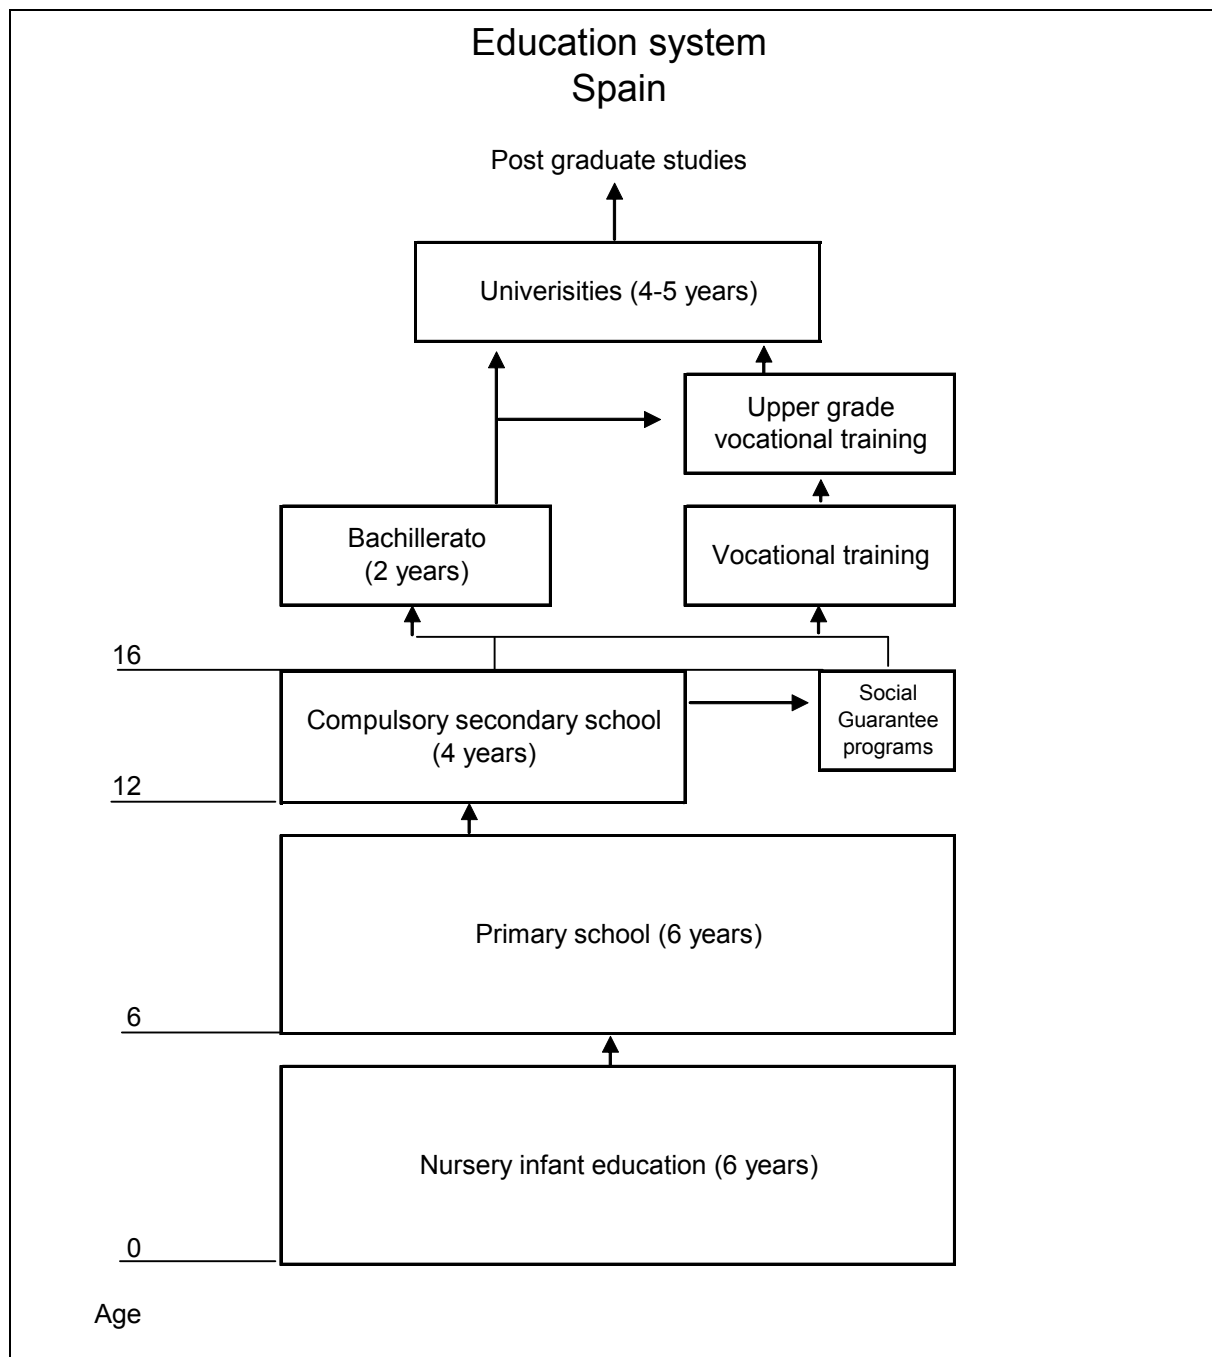 Education system
Spain
Post graduate studies
Univerisities (4-5 years)
Upper grade
vocational training
Bachillerato
(2 years)
Vocational training
16
Compulsory secondary school
(4 years)
Social
Guarantee
programs
12
Primary school (6 years)
6
Nursery infant education (6 years)
0
Age